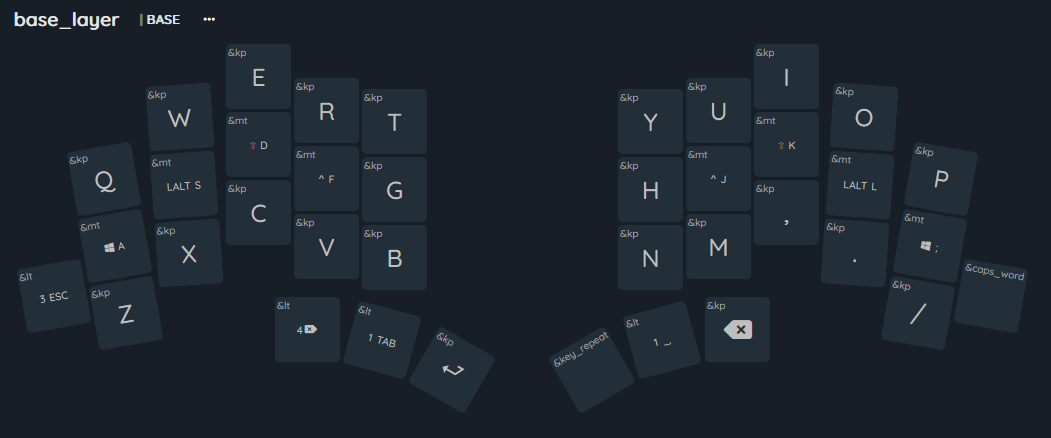 base_layer | BASE •••
&kp Q
&kp W
&kp E
&kp R
&kp T
&kp Y
&kp U
&kp I
&kp O
&kp P
&mt A
&mt LALT S
&mt ⇧ D
&mt ^ F
&kp G
&kp H
&mt ^ J
&mt ⇧ K
&mt LALT L
&mt ;
&lt 3 ESC
&kp Z
&kp X
&kp C
&kp V
&kp B
&kp N
&kp M
&kp ,
&kp .
&kp /
&caps_word
&lt 4 ⌦
&lt 1 TAB
&kp ↵
&key_repeat
&lt 1 ⎵
&kp ⌫